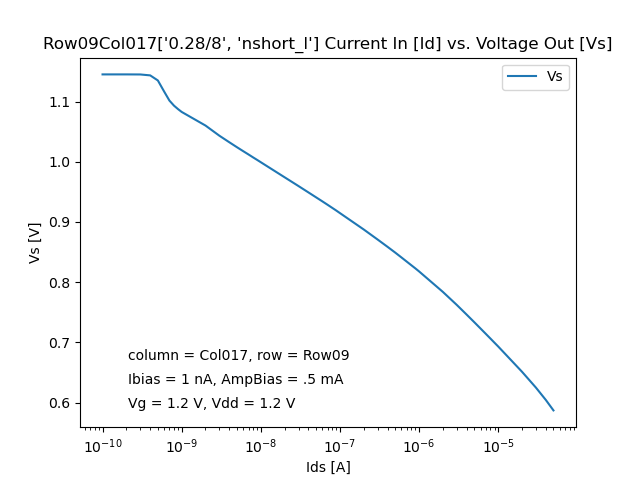 Row09Col017['0.28/8', 'nshort_l'] Current In [Id] vs. Voltage Out [Vs]
Vs
1.1
1.0
0.9
0.8
0.7
0.6
Vs [V]
column = Col017, row = Row09
Ibias = 1 nA, AmpBias = .5 mA
Vg = 1.2 V, Vdd = 1.2 V
10⁻¹⁰ 10⁻⁹ 10⁻⁸ 10⁻⁷ 10⁻⁶ 10⁻⁵
Ids [A]